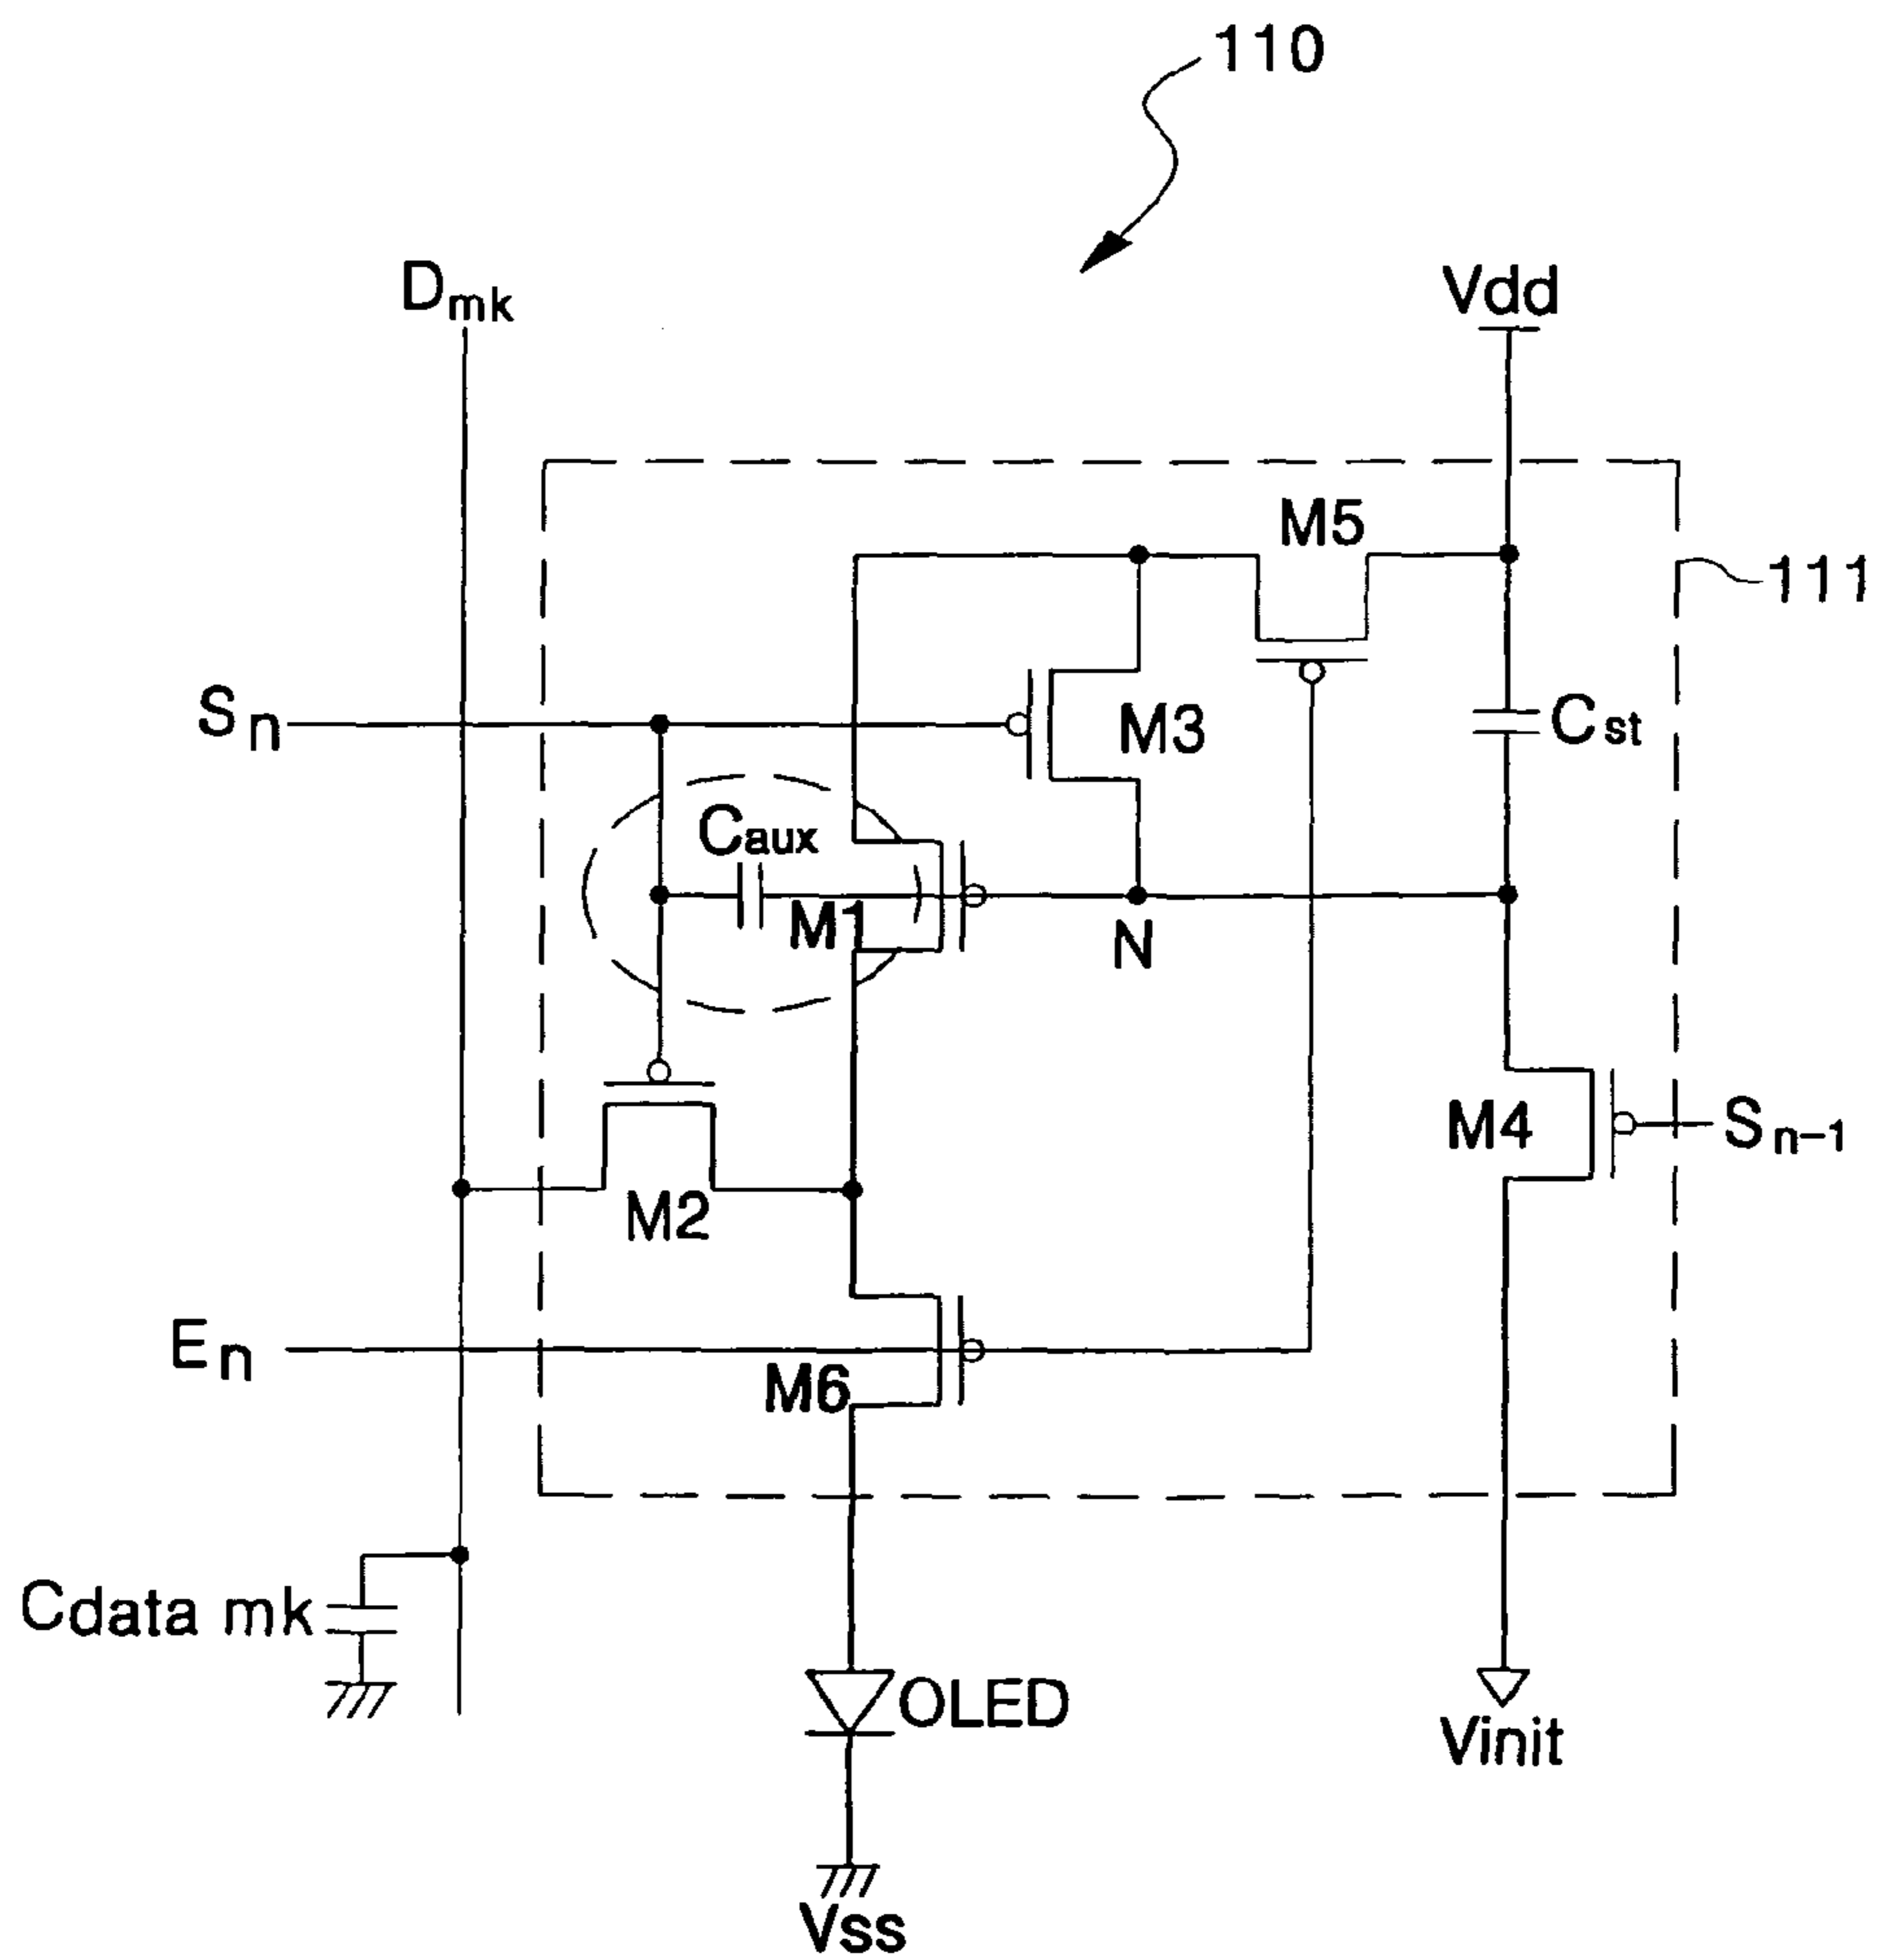 110
Dmk
Vdd
M5
111
Sn
M3
Cst
Caux
M1
N
M4
Sn-1
M2
En
M6
Cdata mk
OLED
Vinit
Vss